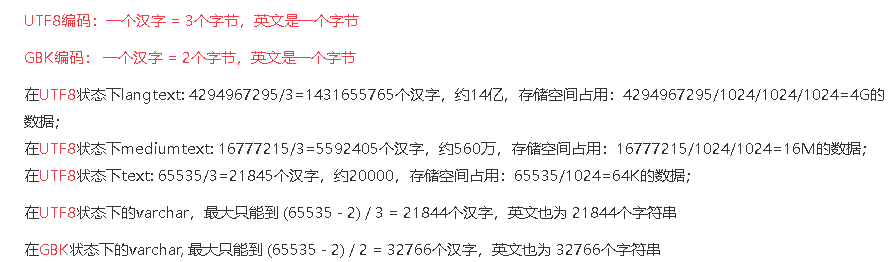 UTF8编码：一个汉字 = 3个字节，英文是一个字节
GBK编码： 一个汉字 = 2个字节，英文是一个字节
在UTF8状态下langtext: 4294967295/3=1431655765个汉字，约14亿，存储空间占用：4294967295/1024/1024/1024=4G的
数据；
在UTF8状态下mediumtext: 16777215/3=5592405个汉字，约560万，存储空间占用：16777215/1024/1024=16M的数据；
在UTF8状态下text: 65535/3=21845个汉字，约20000，存储空间占用：65535/1024=64K的数据；
在UTF8状态下的varchar，最大只能到 (65535 - 2) / 3 = 21844个汉字，英文也为 21844个字符串
在GBK状态下的varchar, 最大只能到 (65535 - 2) / 2 = 32766个汉字，英文也为 32766个字符串